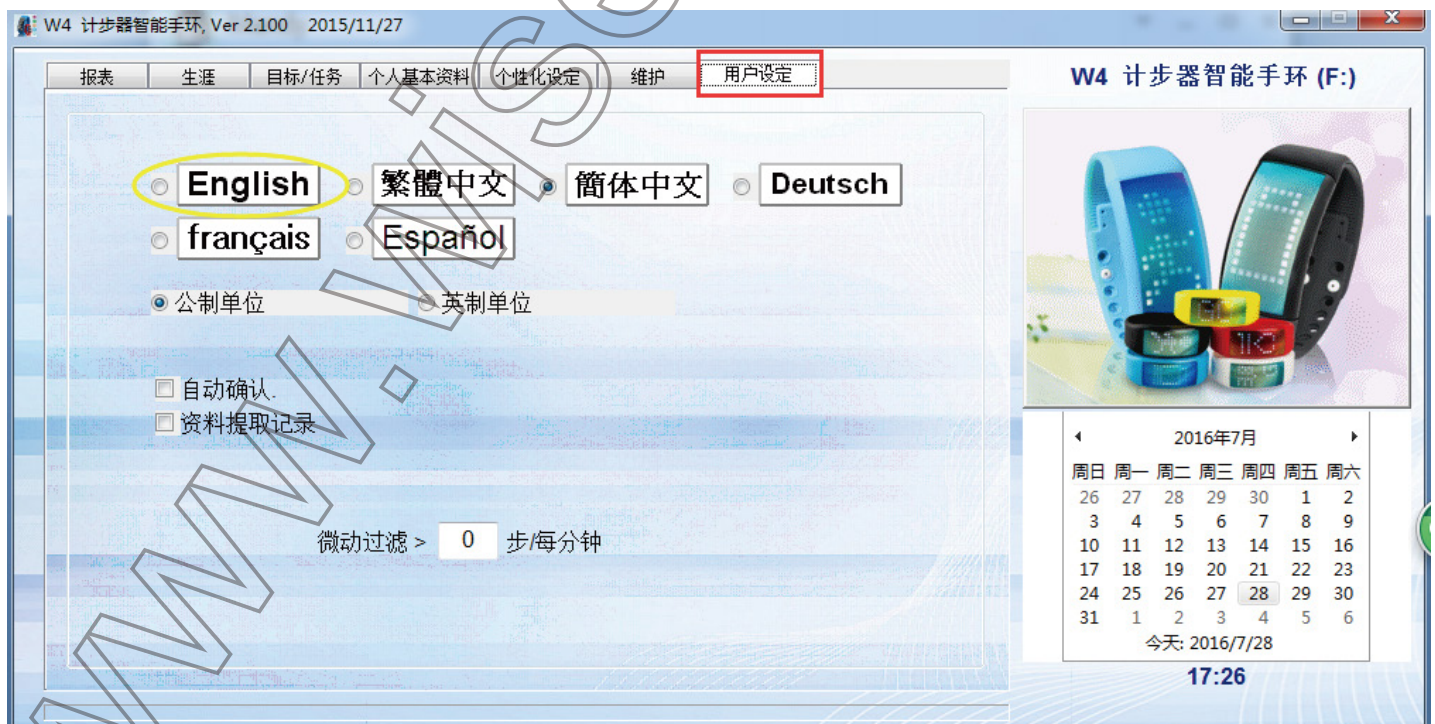 W4 计步器智能手环, Ver 2.100 2015/11/27
报表 生涯 目标/任务 个人基本资料 个性化设定 维护 用户设定
W4 计步器智能手环 (F:)
English 繁體中文 簡体中文 Deutsch
français Español
公制单位 英制单位
自动确认.
资料提取记录
微动过滤 > 0 步/每分钟
2016年7月
周日 周一 周二 周三 周四 周五 周六
26 27 28 29 30 1 2
3 4 5 6 7 8 9
10 11 12 13 14 15 16
17 18 19 20 21 22 23
24 25 26 27 28 29 30
31 1 2 3 4 5 6
今天: 2016/7/28
17:26
www.wise